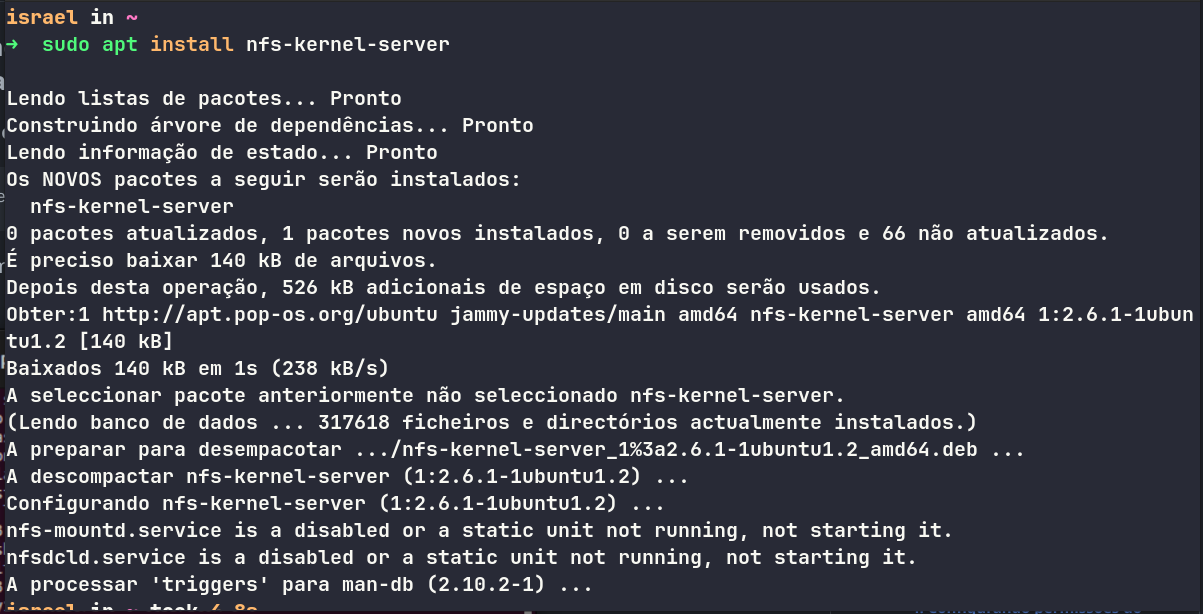 israel in ~
→ sudo apt install nfs-kernel-server
Lendo listas de pacotes... Pronto
Construindo árvore de dependências... Pronto
Lendo informação de estado... Pronto
Os NOVOS pacotes a seguir serão instalados:
nfs-kernel-server
0 pacotes atualizados, 1 pacotes novos instalados, 0 a serem removidos e 66 não atualizados.
É preciso baixar 140 kB de arquivos.
Depois desta operação, 526 kB adicionais de espaço em disco serão usados.
Obter:1 http://apt.pop-os.org/ubuntu jammy-updates/main amd64 nfs-kernel-server amd64 1:2.6.1-1ubun
tu1.2 [140 kB]
Baixados 140 kB em 1s (238 kB/s)
A seleccionar pacote anteriormente não seleccionado nfs-kernel-server.
(Lendo banco de dados ... 317618 ficheiros e directórios actualmente instalados.)
A preparar para desempacotar .../nfs-kernel-server_1%3a2.6.1-1ubuntu1.2_amd64.deb ...
A descompactar nfs-kernel-server (1:2.6.1-1ubuntu1.2) ...
Configurando nfs-kernel-server (1:2.6.1-1ubuntu1.2) ...
nfs-mountd.service is a disabled or a static unit not running, not starting it.
nfsdcld.service is a disabled or a static unit not running, not starting it.
A processar 'triggers' para man-db (2.10.2-1) ...
israel in ~ took